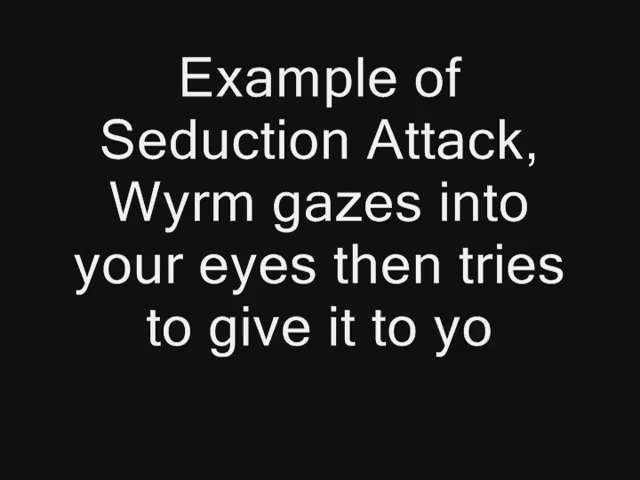 Example of
Seduction Attack,
Wyrm gazes into
your eyes then tries
to give it to yo